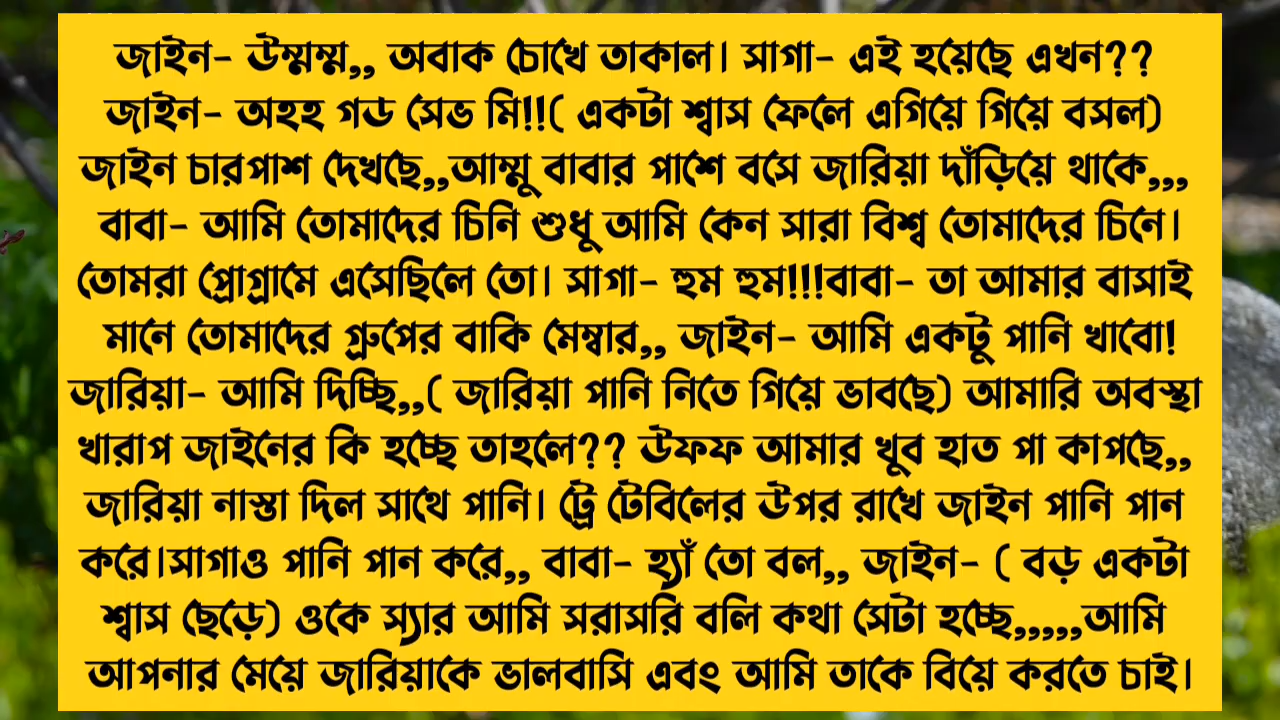 জাইন- উম্মম্ম,, অবাক চোখে তাকাল। সাগা- এই হয়েছে এখন??
জাইন- অহহ গড সেভ মি!!( একটা শ্বাস ফেলে এগিয়ে গিয়ে বসল)
জাইন চারপাশ দেখছে,,আম্মু বাবার পাশে বসে জারিয়া দাঁড়িয়ে থাকে,,,
বাবা- আমি তোমাদের চিনি শুধু আমি কেন সারা বিশ্ব তোমাদের চিনে।
তোমরা প্রোগ্রামে এসেছিলে তো। সাগা- হুম হুম!!!বাবা- তা আমার বাসাই
মানে তোমাদের গ্রুপের বাকি মেম্বার,, জাইন- আমি একটু পানি খাবো!
জারিয়া- আমি দিচ্ছি,,( জারিয়া পানি নিতে গিয়ে ভাবছে) আমারি অবস্থা
খারাপ জাইনের কি হচ্ছে তাহলে?? উফফ আমার খুব হাত পা কাপছে,,
জারিয়া নাস্তা দিল সাথে পানি। ট্রে টেবিলের উপর রাখে জাইন পানি পান
করে।সাগাও পানি পান করে,, বাবা- হ্যাঁ তো বল,, জাইন- ( বড় একটা
শ্বাস ছেড়ে) ওকে স্যার আমি সরাসরি বলি কথা সেটা হচ্ছে,,,,,আমি
আপনার মেয়ে জারিয়াকে ভালবাসি এবং আমি তাকে বিয়ে করতে চাই।